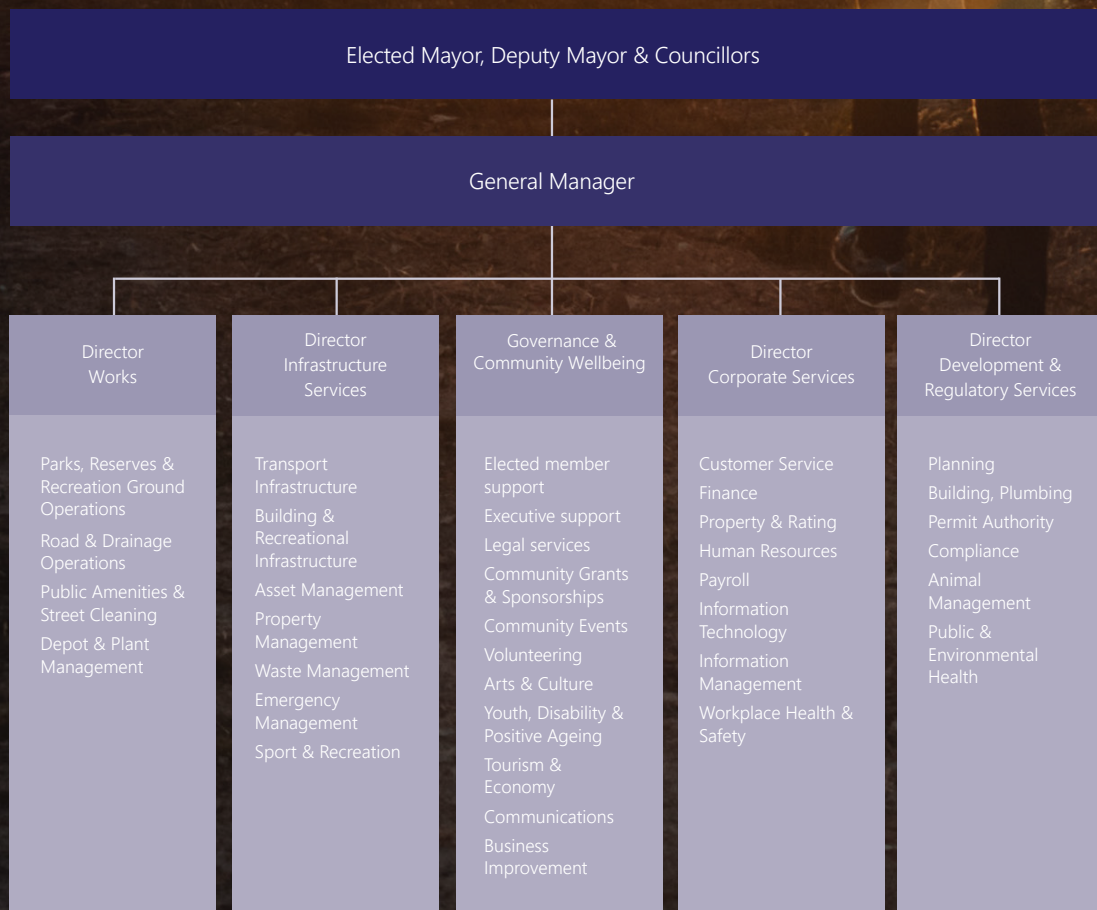 Elected Mayor, Deputy Mayor & Councillors
General Manager
Director
Works
Parks, Reserves &
Recreation Ground
Operations
Road & Drainage
Operations
Public Amenities &
Street Cleaning
Depot & Plant
Management
Director
Infrastructure
Services
Transport
Infrastructure
Building &
Recreational
Infrastructure
Asset Management
Property
Management
Waste Management
Emergency
Management
Sport & Recreation
Governance &
Community Wellbeing
Elected member
support
Executive support
Legal services
Community Grants
& Sponsorships
Community Events
Volunteering
Arts & Culture
Youth, Disability &
Positive Ageing
Tourism &
Economy
Communications
Business
Improvement
Director
Corporate Services
Customer Service
Finance
Property & Rating
Human Resources
Payroll
Information
Technology
Information
Management
Workplace Health &
Safety
Director
Development &
Regulatory Services
Planning
Building, Plumbing
Permit Authority
Compliance
Animal
Management
Public &
Environmental
Health